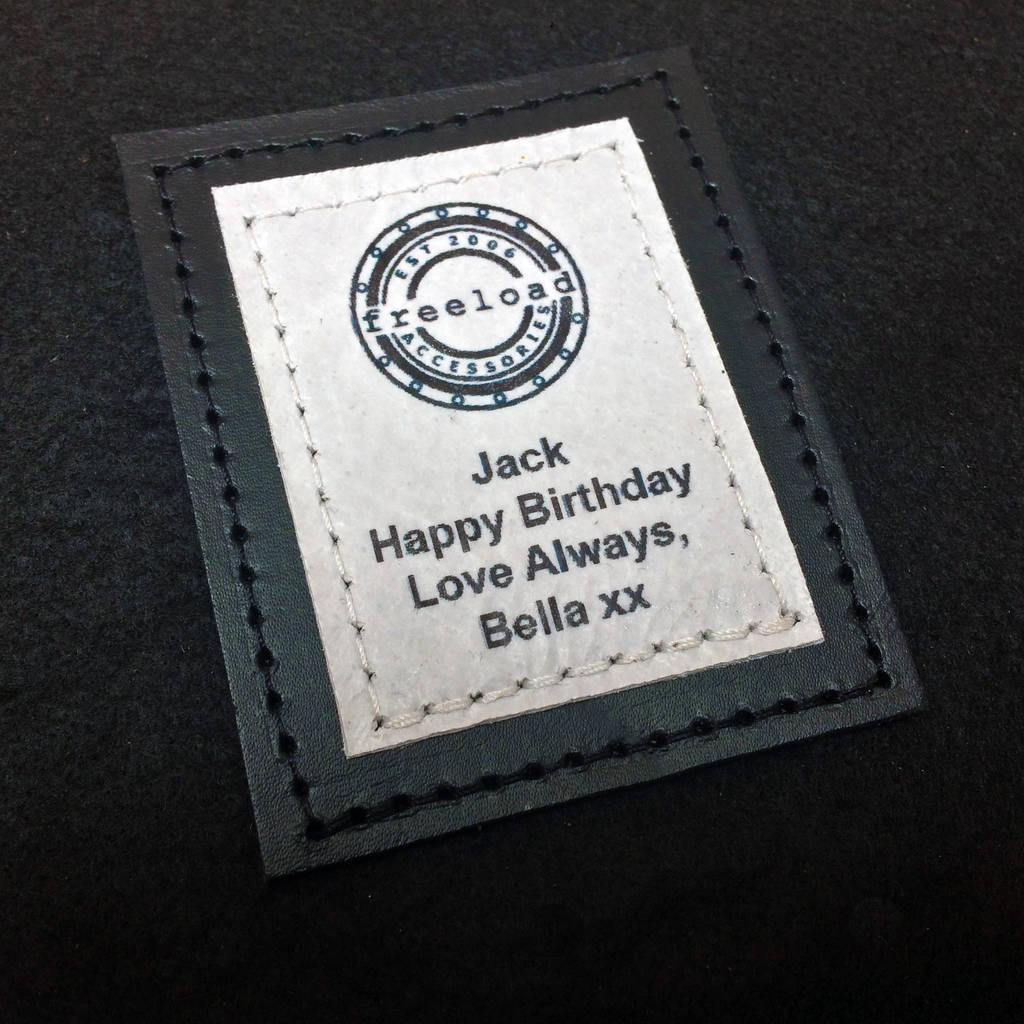 EST 2006
freeload
ACCESSORIES
Jack
Happy Birthday
Love Always,
Bella xx